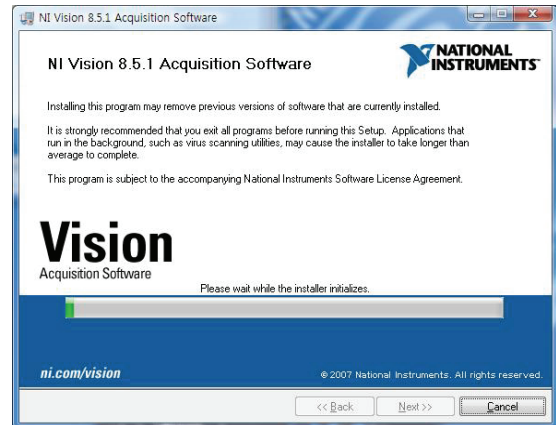 NI Vision 8.5.1 Acquisition Software
NI Vision 8.5.1 Acquisition Software
NATIONAL
INSTRUMENTS™
Installing this program may remove previous versions of software that are currently installed.
It is strongly recommended that you exit all programs before running this Setup. Applications that
run in the background, such as virus scanning utilities, may cause the installer to take longer than
average to complete.
This program is subject to the accompanying National Instruments Software License Agreement.
Vision
Acquisition Software
Please wait while the installer initializes.
ni.com/vision
© 2007 National Instruments. All rights reserved.
<< Back
Next >>
Cancel